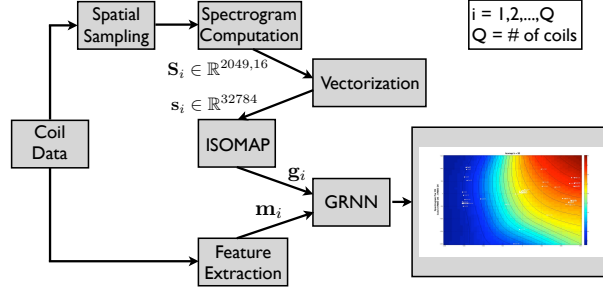 Spatial
Sampling
Spectrogram
Computation
i = 1,2,...,Q
Q = # of coils
S_i ∈ ℝ^{2049,16}
Vectorization
s_i ∈ ℝ^{32784}
Coil
Data
ISOMAP
g_i
GRNN
m_i
Feature
Extraction